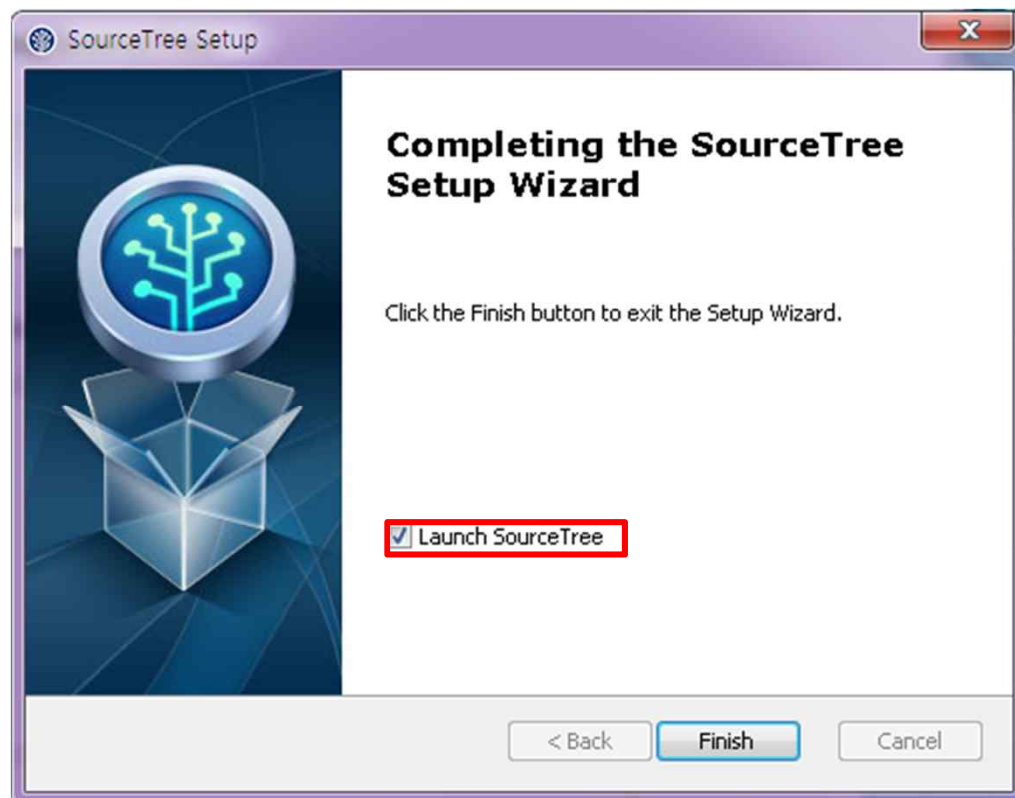 SourceTree Setup
Completing the SourceTree
Setup Wizard
Click the Finish button to exit the Setup Wizard.
Launch SourceTree
< Back Finish Cancel